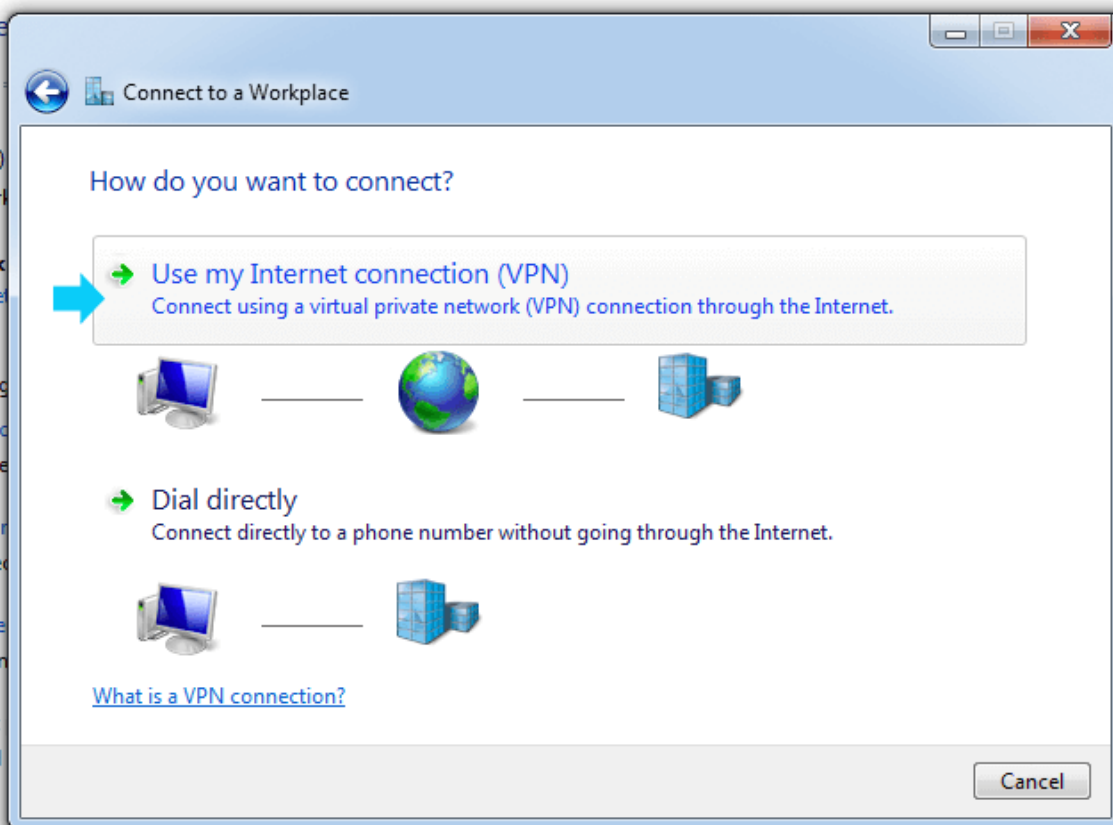 Connect to a Workplace
How do you want to connect?
Use my Internet connection (VPN)
Connect using a virtual private network (VPN) connection through the Internet.
Dial directly
Connect directly to a phone number without going through the Internet.
What is a VPN connection?
Cancel